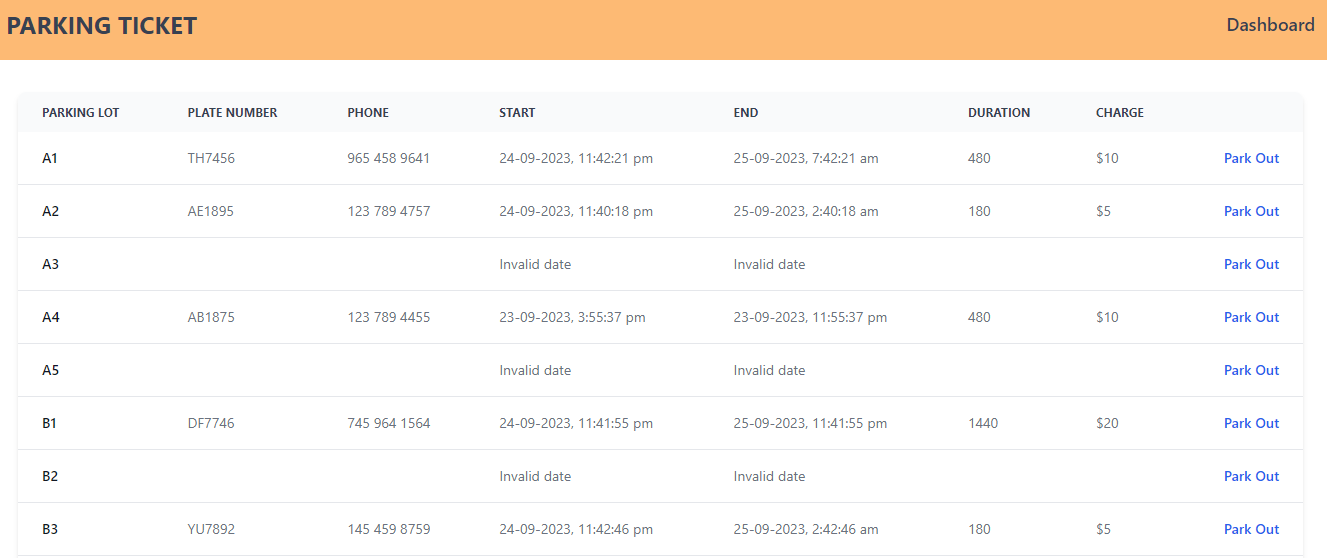 PARKING TICKET Dashboard
PARKING LOT PLATE NUMBER PHONE START END DURATION CHARGE
A1 TH7456 965 458 9641 24-09-2023, 11:42:21 pm 25-09-2023, 7:42:21 am 480 $10 Park Out
A2 AE1895 123 789 4757 24-09-2023, 11:40:18 pm 25-09-2023, 2:40:18 am 180 $5 Park Out
A3 Invalid date Invalid date Park Out
A4 AB1875 123 789 4455 23-09-2023, 3:55:37 pm 23-09-2023, 11:55:37 pm 480 $10 Park Out
A5 Invalid date Invalid date Park Out
B1 DF7746 745 964 1564 24-09-2023, 11:41:55 pm 25-09-2023, 11:41:55 pm 1440 $20 Park Out
B2 Invalid date Invalid date Park Out
B3 YU7892 145 459 8759 24-09-2023, 11:42:46 pm 25-09-2023, 2:42:46 am 180 $5 Park Out